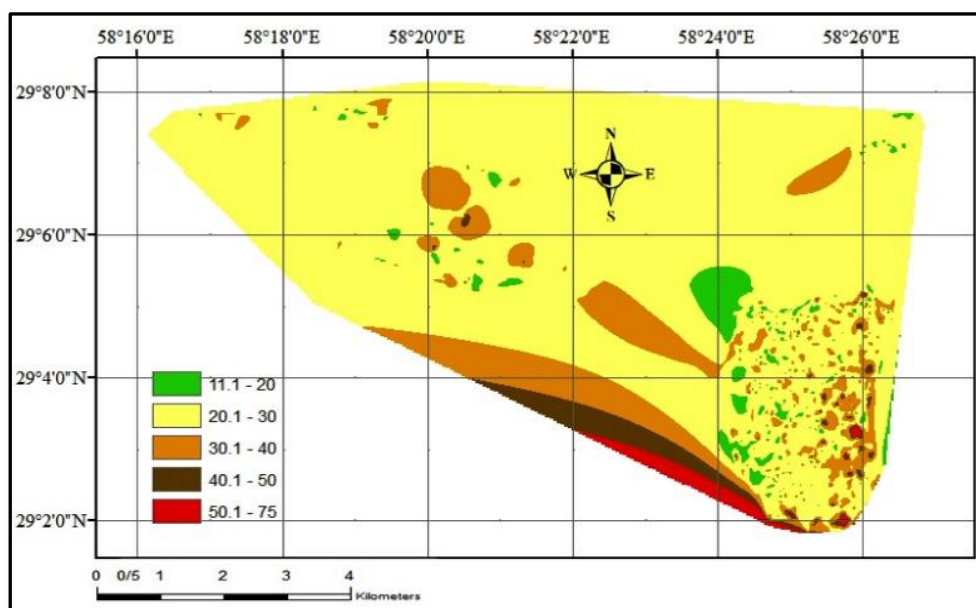 58°16'0"E 58°18'0"E 58°20'0"E 58°22'0"E 58°24'0"E 58°26'0"E
29°8'0"N
N
W E
S
29°6'0"N
29°4'0"N
11.1 - 20
20.1 - 30
30.1 - 40
40.1 - 50
50.1 - 75
29°2'0"N
0 0/5 1 2 3 4
Kilometers